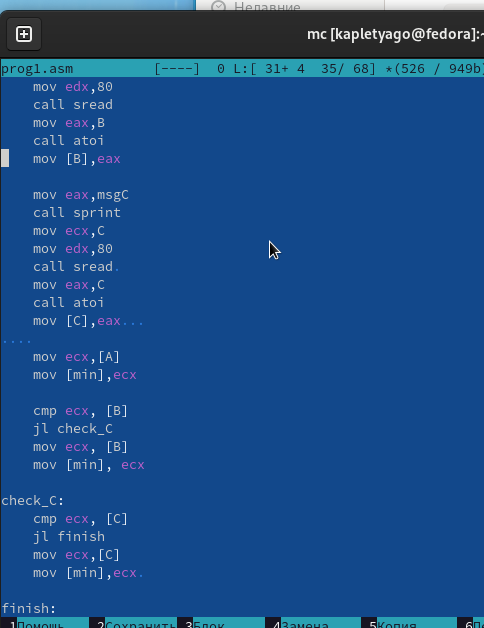 Недавние
mc [kapletyago@fedora]:~
prog1.asm [----] 0 L:[ 31+ 4 35/ 68] *(526 / 949b)
mov edx,80
call sread
mov eax,B
call atoi
mov [B],eax
mov eax,msgC
call sprint
mov ecx,C
mov edx,80
call sread.
mov eax,C
call atoi
mov [C],eax...
....
mov ecx,[A]
mov [min],ecx
cmp ecx, [B]
jl check_C
mov ecx, [B]
mov [min], ecx
check_C:
cmp ecx, [C]
jl finish
mov ecx,[C]
mov [min],ecx.
finish:
1Помощь 2Сохранить 3Блок 4Замена 5Копия 6